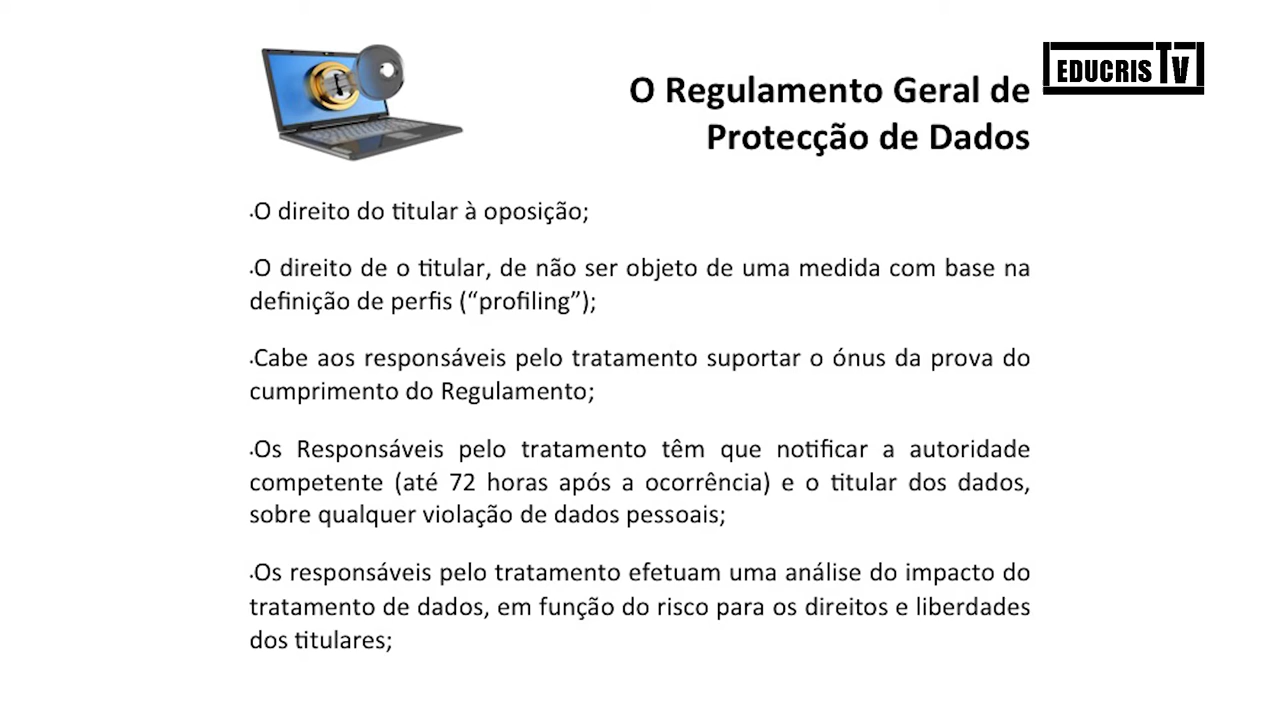 EDUCRIS TV
O Regulamento Geral de
Protecção de Dados
·O direito do titular à oposição;
·O direito de o titular, de não ser objeto de uma medida com base na
definição de perfis (“profiling”);
·Cabe aos responsáveis pelo tratamento suportar o ónus da prova do
cumprimento do Regulamento;
·Os Responsáveis pelo tratamento têm que notificar a autoridade
competente (até 72 horas após a ocorrência) e o titular dos dados,
sobre qualquer violação de dados pessoais;
·Os responsáveis pelo tratamento efetuam uma análise do impacto do
tratamento de dados, em função do risco para os direitos e liberdades
dos titulares;